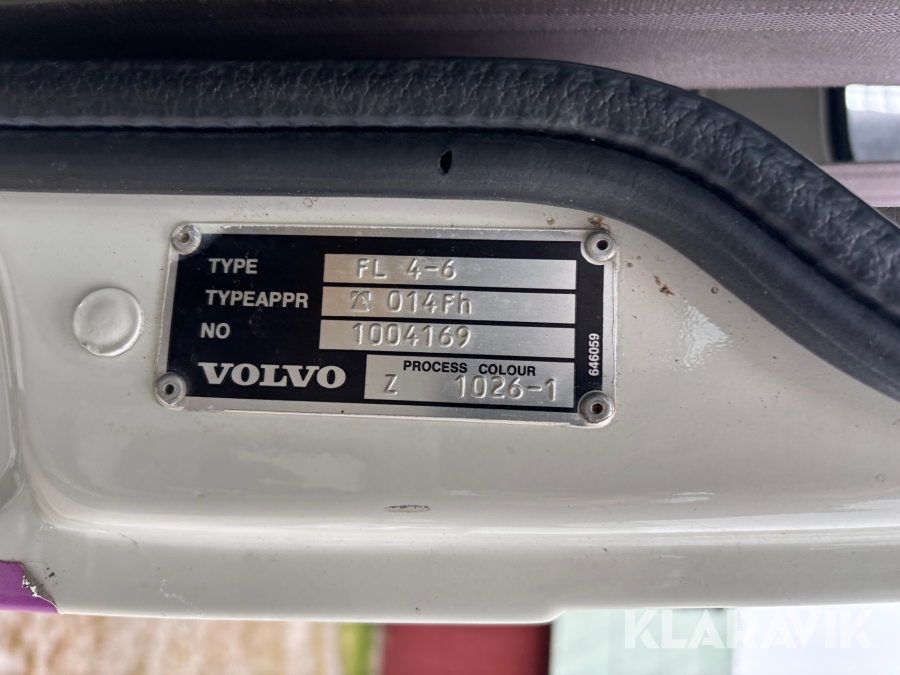 TYPE FL 4-6
TYPEAPPR 014Fh
NO 1004169
VOLVO
PROCESS COLOUR
Z 1026-1
646059
KLARAVIK